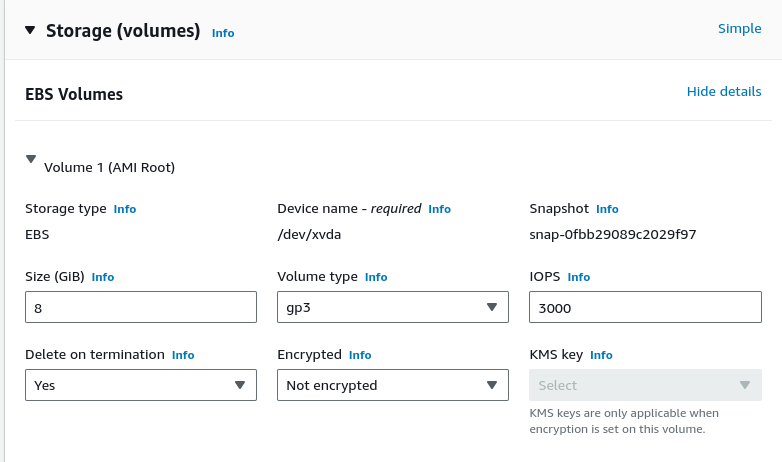 Storage (volumes) Info
Simple
EBS Volumes
Hide details
Volume 1 (AMI Root)
Storage type Info
Device name - required Info
Snapshot Info
EBS
/dev/xvda
snap-0fbb29089c2029f97
Size (GiB) Info
Volume type Info
IOPS Info
8
gp3
3000
Delete on termination Info
Encrypted Info
KMS key Info
Yes
Not encrypted
Select
KMS keys are only applicable when
encryption is set on this volume.